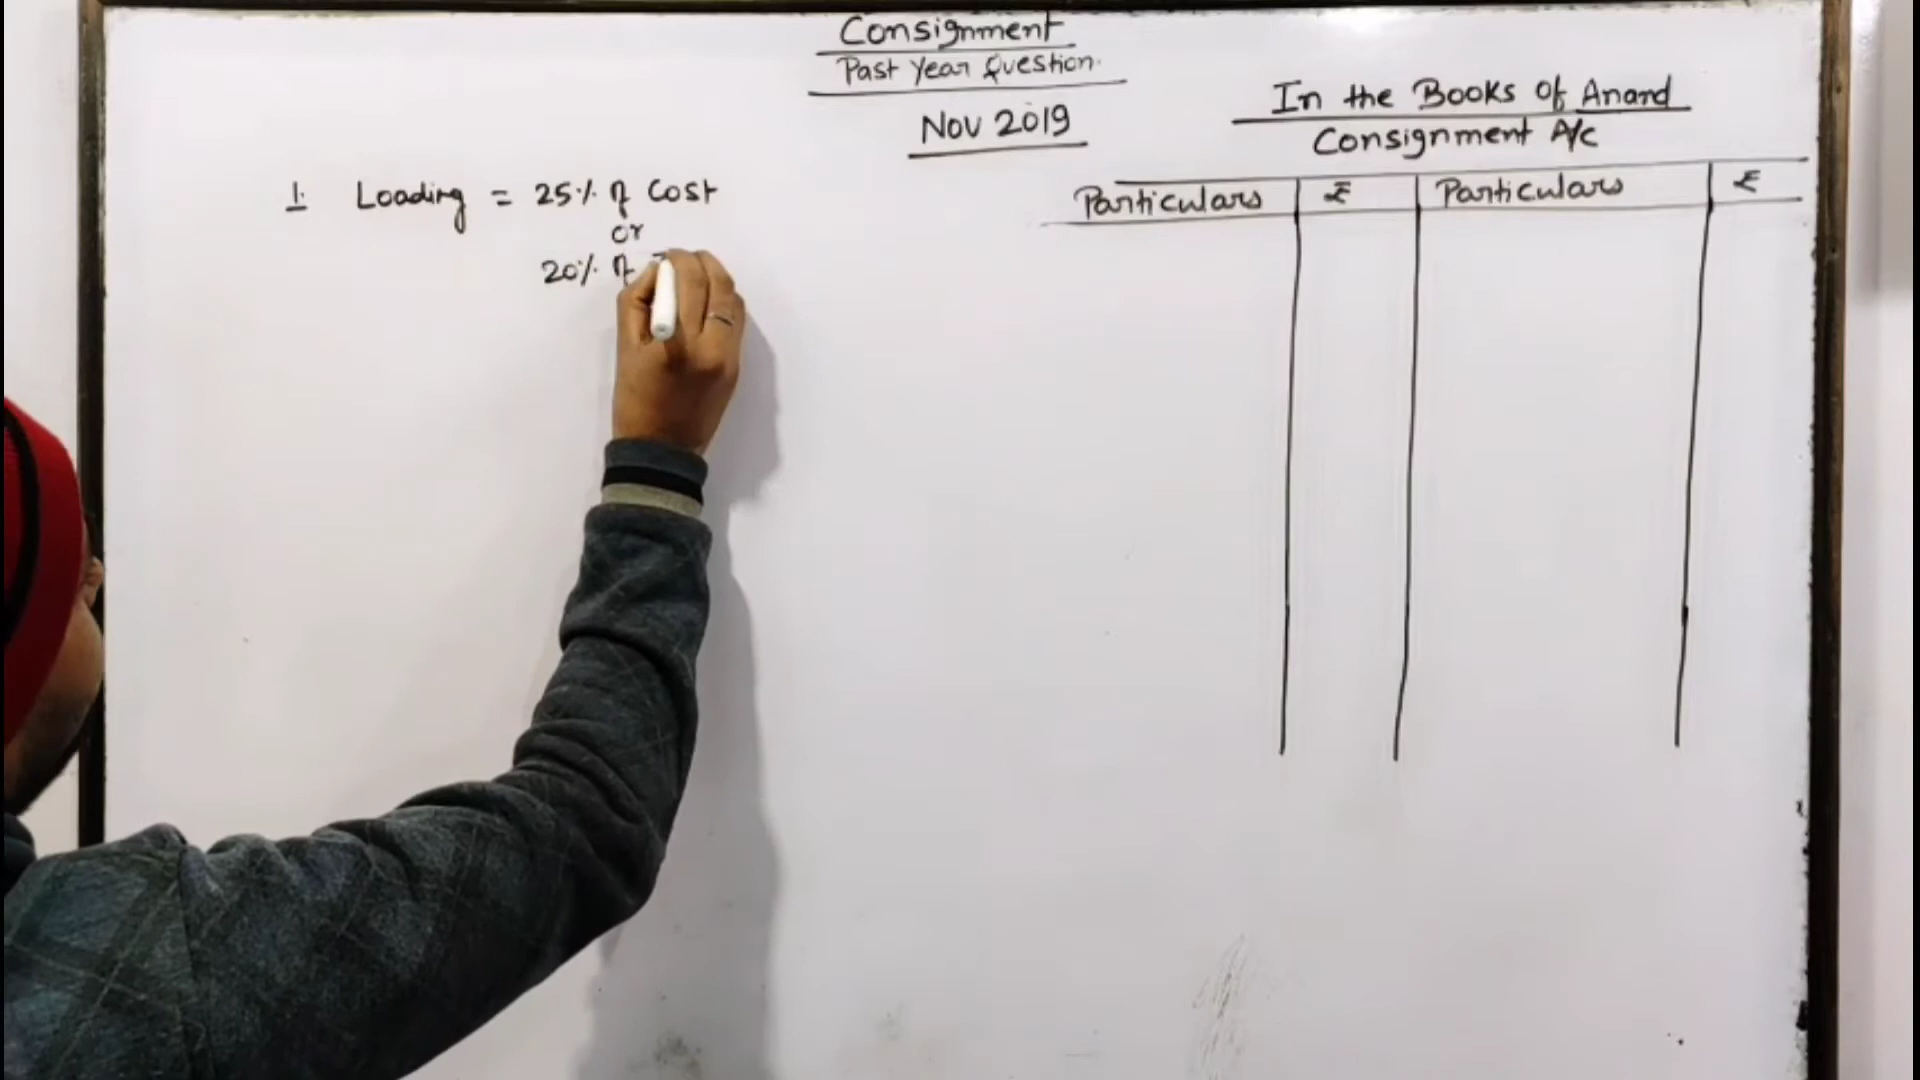 Consignment
Past Year Question.
Nov 2019
1. Loading = 25% of Cost
or
20% of
In the Books of Anand
Consignment A/c
Particulars ₹ Particulars ₹